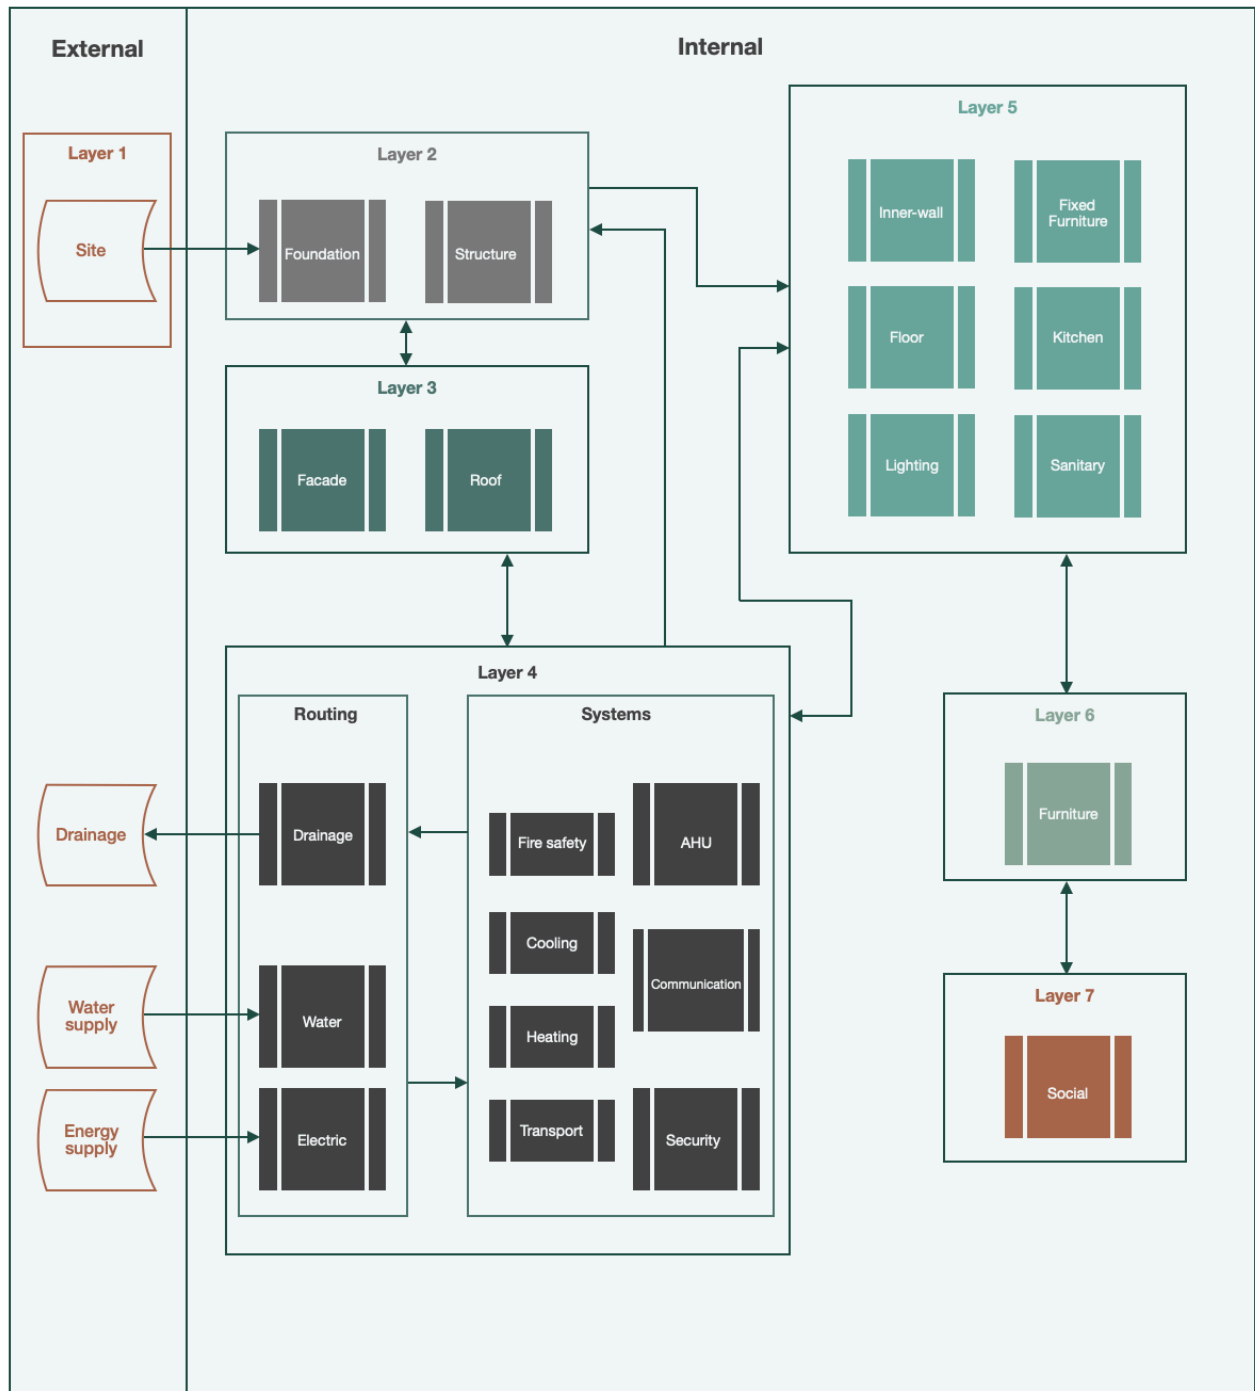 External
Internal
Layer 1
Site
Layer 2
Foundation
Structure
Layer 3
Facade
Roof
Layer 4
Routing
Drainage
Water
Electric
Systems
Fire safety
AHU
Cooling
Communication
Heating
Transport
Security
Drainage
Water
supply
Energy
supply
Layer 5
Inner-wall
Fixed
Furniture
Floor
Kitchen
Lighting
Sanitary
Layer 6
Furniture
Layer 7
Social